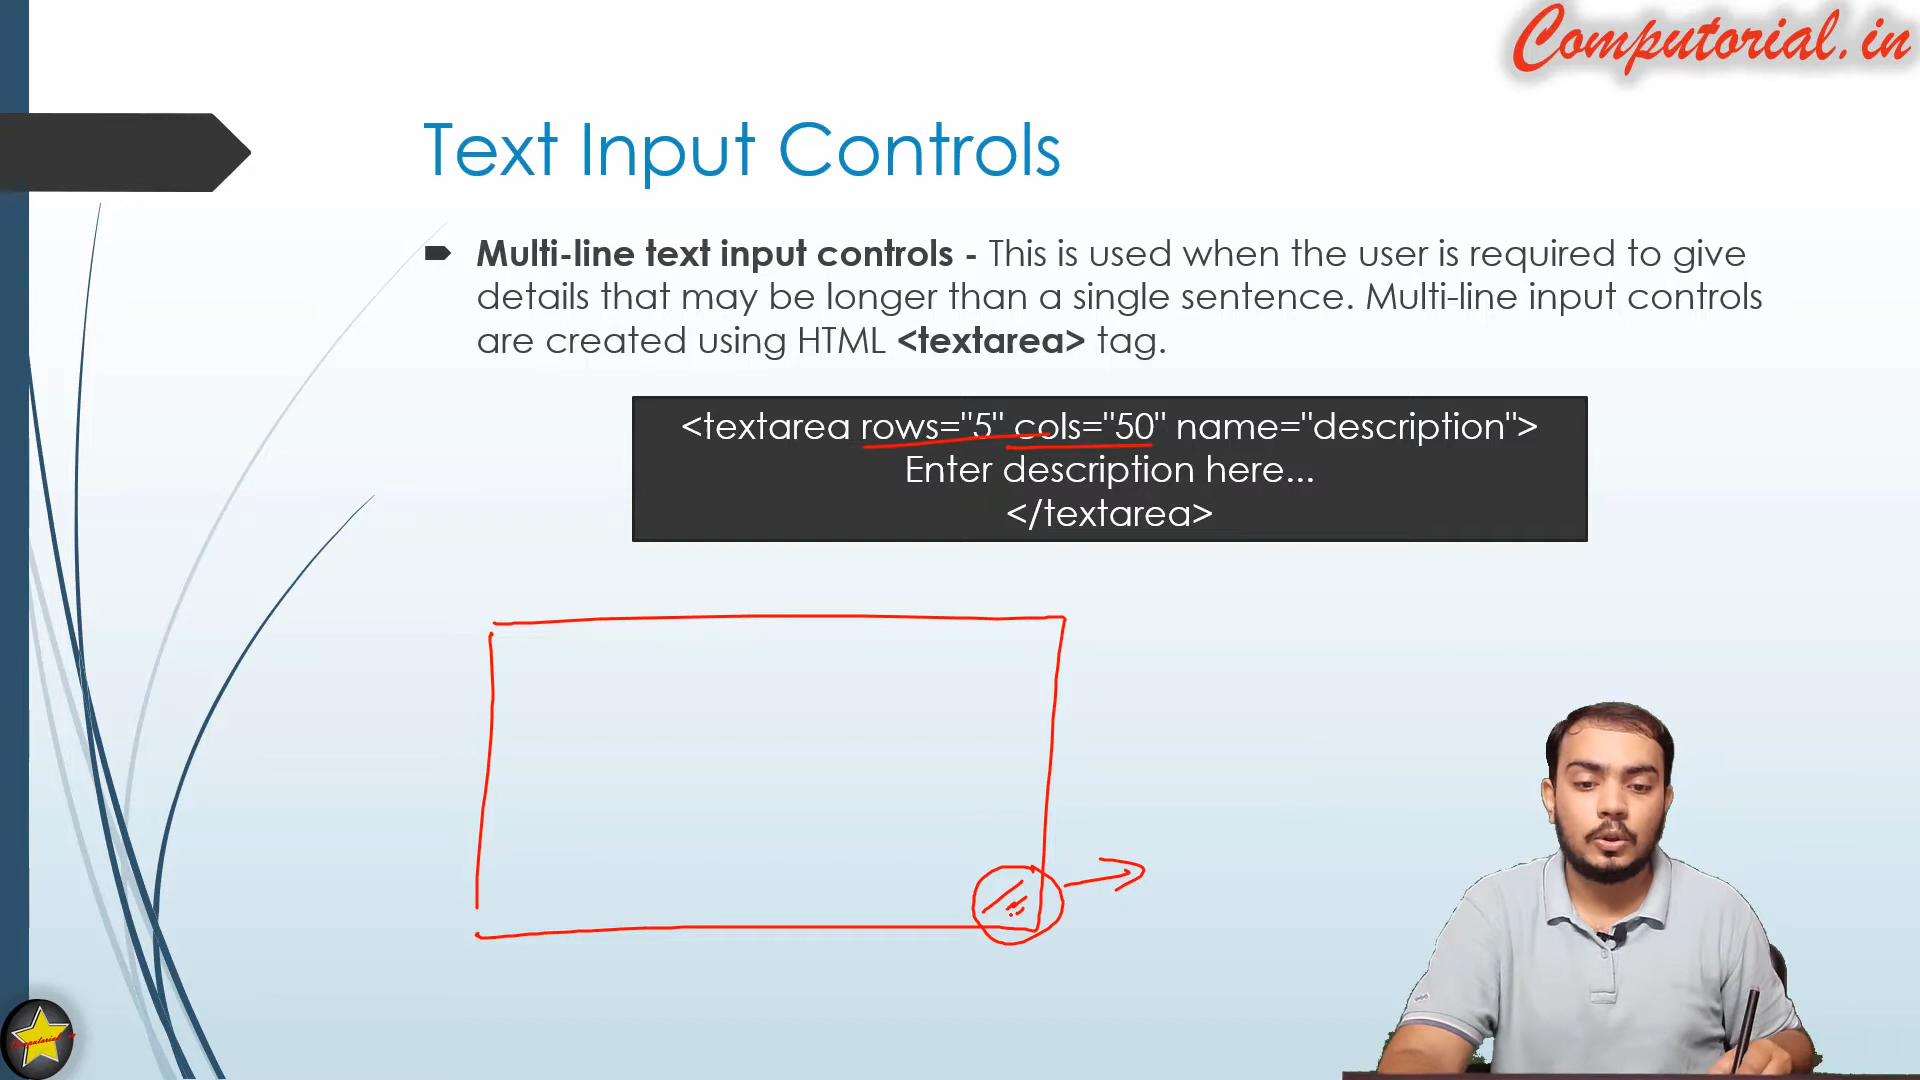 Computorial.in
Text Input Controls
Multi-line text input controls - This is used when the user is required to give
details that may be longer than a single sentence. Multi-line input controls
are created using HTML <textarea> tag.
<textarea rows="5" cols="50" name="description">
Enter description here...
</textarea>